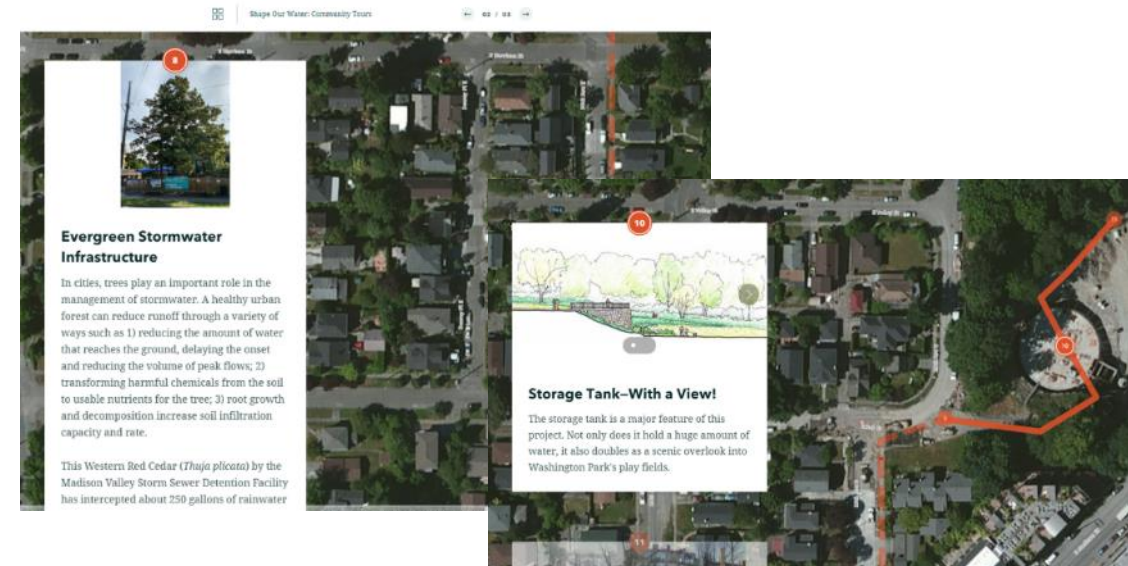 Shape Our Water: Community Tours
← 02 / 03 →
8
Evergreen Stormwater
Infrastructure
In cities, trees play an important role in the
management of stormwater. A healthy urban
forest can reduce runoff through a variety of
ways such as 1) reducing the amount of water
that reaches the ground, delaying the onset
and reducing the volume of peak flows; 2)
transforming harmful chemicals from the soil
to usable nutrients for the tree; 3) root growth
and decomposition increase soil infiltration
capacity and rate.
This Western Red Cedar (Thuja plicata) by the
Madison Valley Storm Sewer Detention Facility
has intercepted about 250 gallons of rainwater
10
Storage Tank—With a View!
The storage tank is a major feature of this
project. Not only does it hold a huge amount of
water, it also doubles as a scenic overlook into
Washington Park's play fields.
11
10